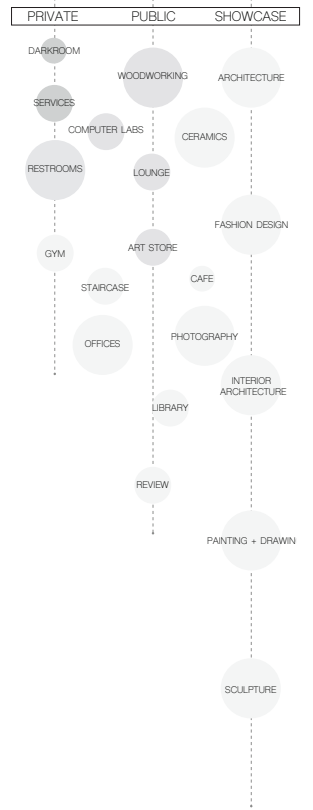 PRIVATE PUBLIC SHOWCASE
DARKROOM
WOODWORKING
ARCHITECTURE
SERVICES
COMPUTER LABS
CERAMICS
RESTROOMS
LOUNGE
FASHION DESIGN
ART STORE
GYM
CAFE
STAIRCASE
PHOTOGRAPHY
OFFICES
INTERIOR
ARCHITECTURE
LIBRARY
REVIEW
PAINTING + DRAWIN
SCULPTURE